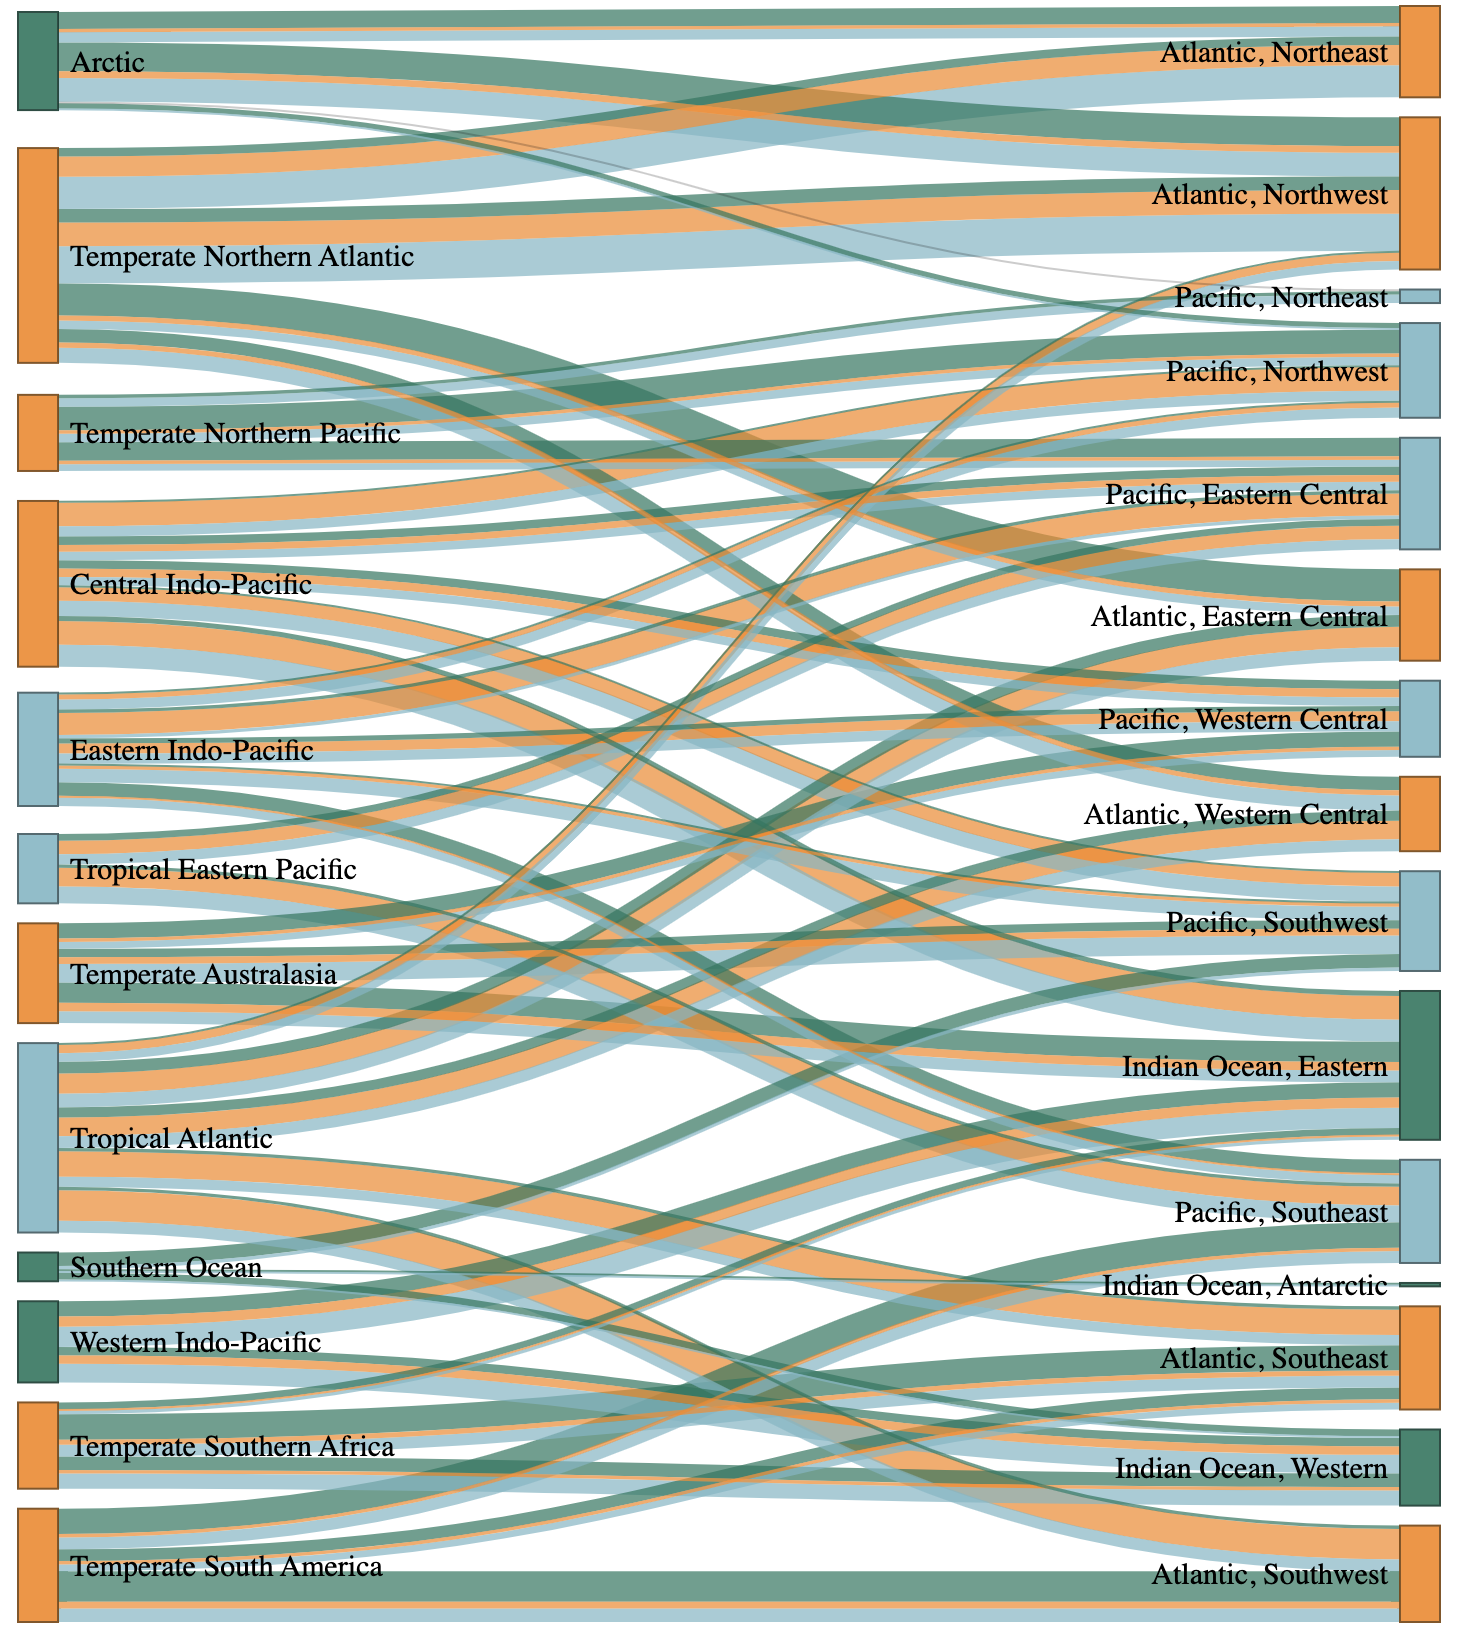 Arctic
Temperate Northern Atlantic
Temperate Northern Pacific
Central Indo-Pacific
Eastern Indo-Pacific
Tropical Eastern Pacific
Temperate Australasia
Tropical Atlantic
Southern Ocean
Western Indo-Pacific
Temperate Southern Africa
Temperate South America
Atlantic, Northeast
Atlantic, Northwest
Pacific, Northeast
Pacific, Northwest
Pacific, Eastern Central
Atlantic, Eastern Central
Pacific, Western Central
Atlantic, Western Central
Pacific, Southwest
Indian Ocean, Eastern
Pacific, Southeast
Indian Ocean, Antarctic
Atlantic, Southeast
Indian Ocean, Western
Atlantic, Southwest